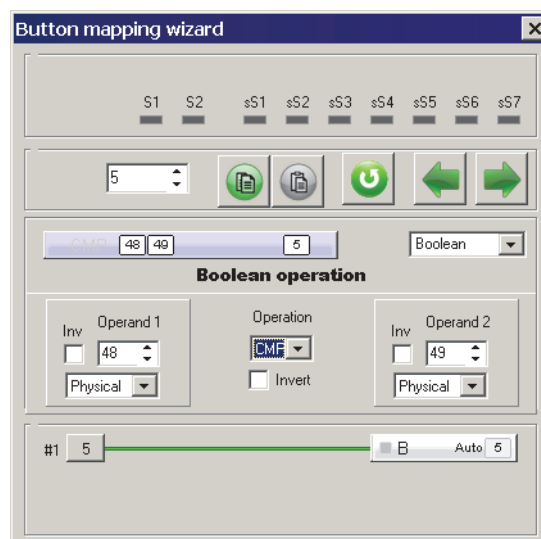 Button mapping wizard
S1 S2 sS1 sS2 sS3 sS4 sS5 sS6 sS7
5
CMP 48 49 5 Boolean
Boolean operation
Operand 1 Operation Operand 2
Inv 48 CMP Inv 49
Physical Invert Physical
#1 5 B Auto 5